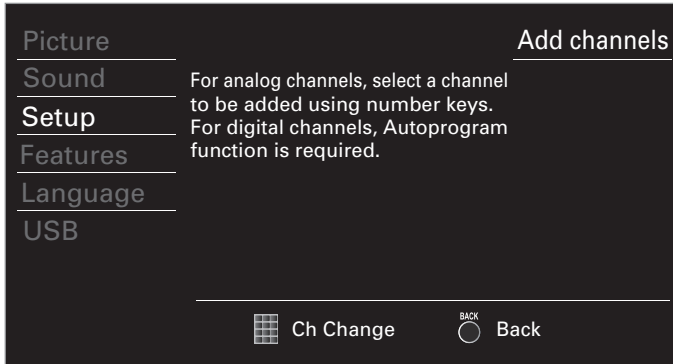 Picture
Add channels
Sound
Setup
Features
Language
USB
For analog channels, select a channel
to be added using number keys.
For digital channels, Autoprogram
function is required.
Ch Change
BACK
Back